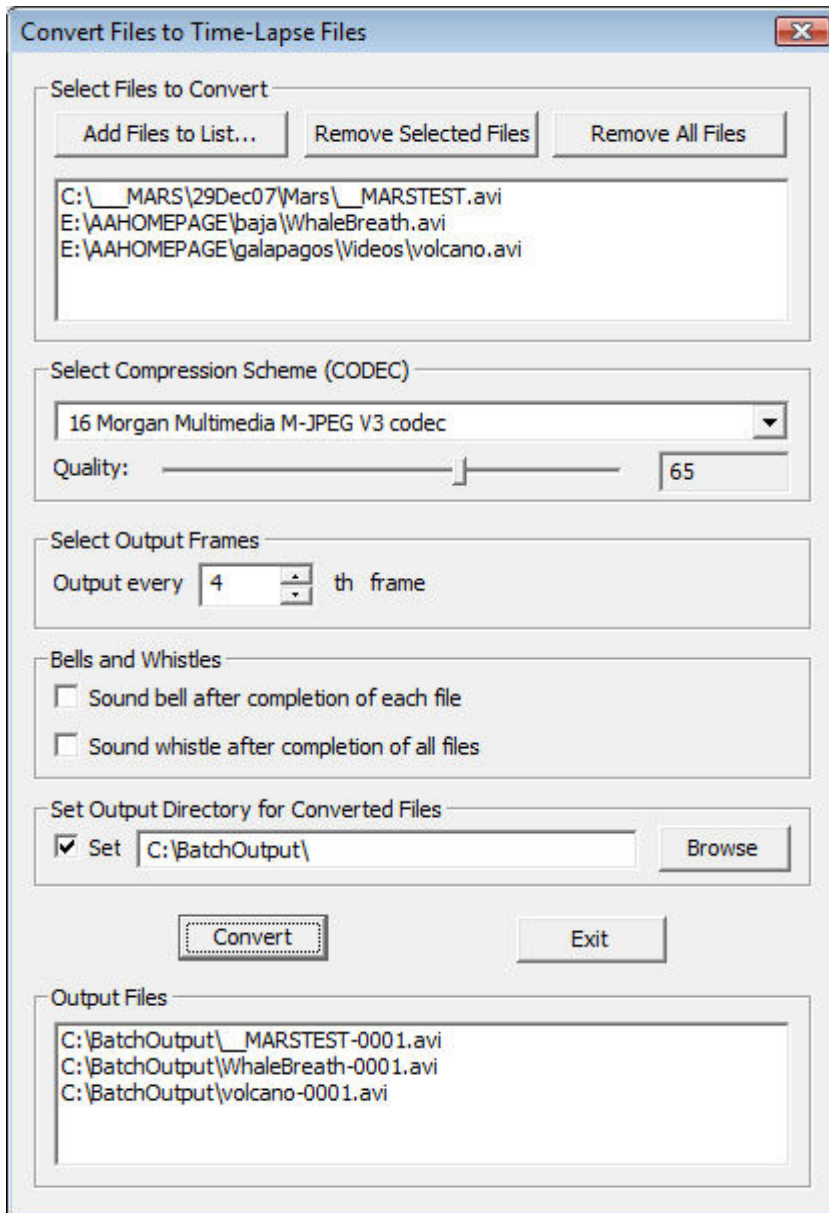 Convert Files to Time-Lapse Files
Select Files to Convert
Add Files to List... Remove Selected Files Remove All Files
C:\___MARS\29Dec07\Mars\__MARSTEST.avi
E:\AAHOMEPAGE\baja\WhaleBreath.avi
E:\AAHOMEPAGE\galapagos\Videos\volcano.avi
Select Compression Scheme (CODEC)
16 Morgan Multimedia M-JPEG V3 codec
Quality: 65
Select Output Frames
Output every 4 th frame
Bells and Whistles
Sound bell after completion of each file
Sound whistle after completion of all files
Set Output Directory for Converted Files
Set C:\BatchOutput\ Browse
Convert Exit
Output Files
C:\BatchOutput\__MARSTEST-0001.avi
C:\BatchOutput\WhaleBreath-0001.avi
C:\BatchOutput\volcano-0001.avi